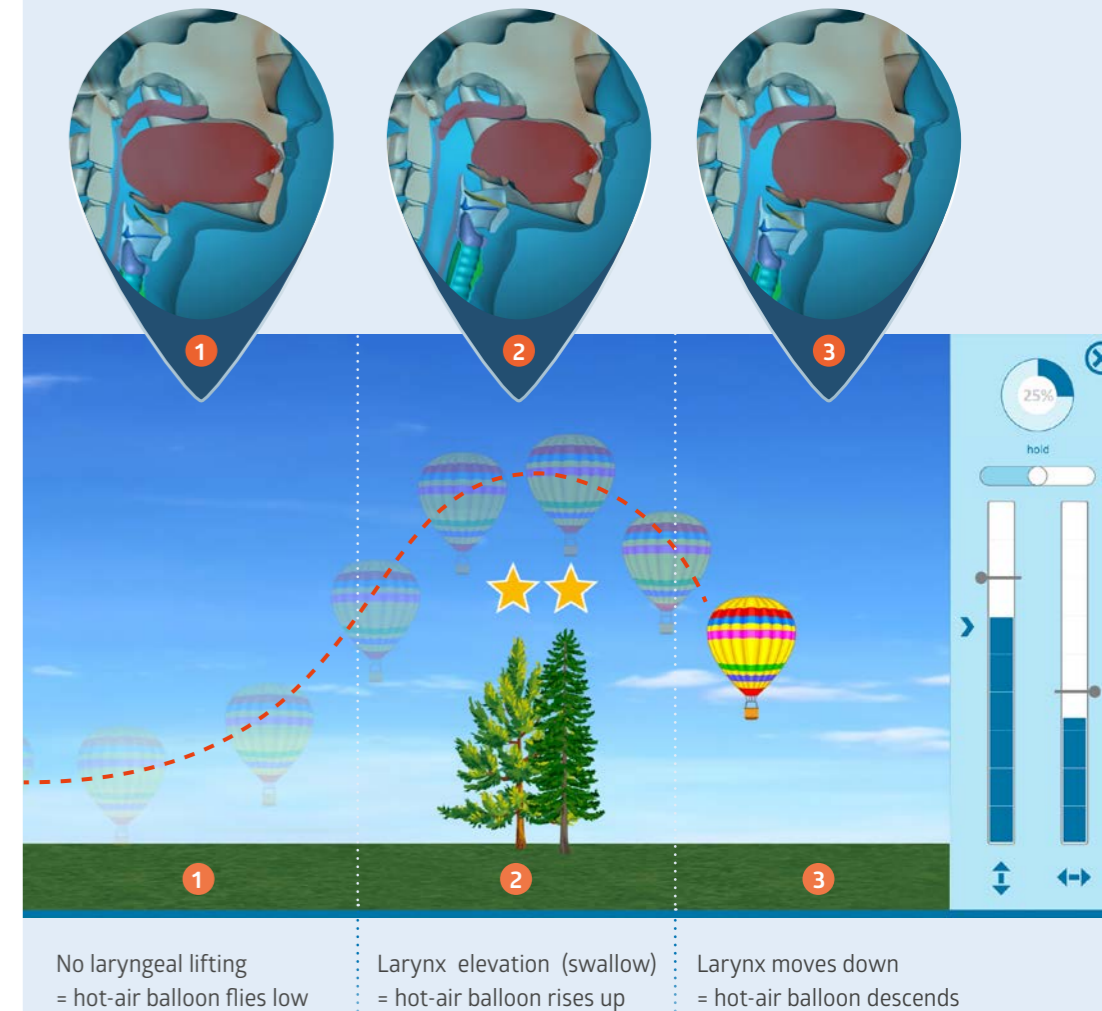 1
2
3
25%
hold
1
2
3
No laryngeal lifting
= hot-air balloon flies low
Larynx elevation (swallow)
= hot-air balloon rises up
Larynx moves down
= hot-air balloon descends